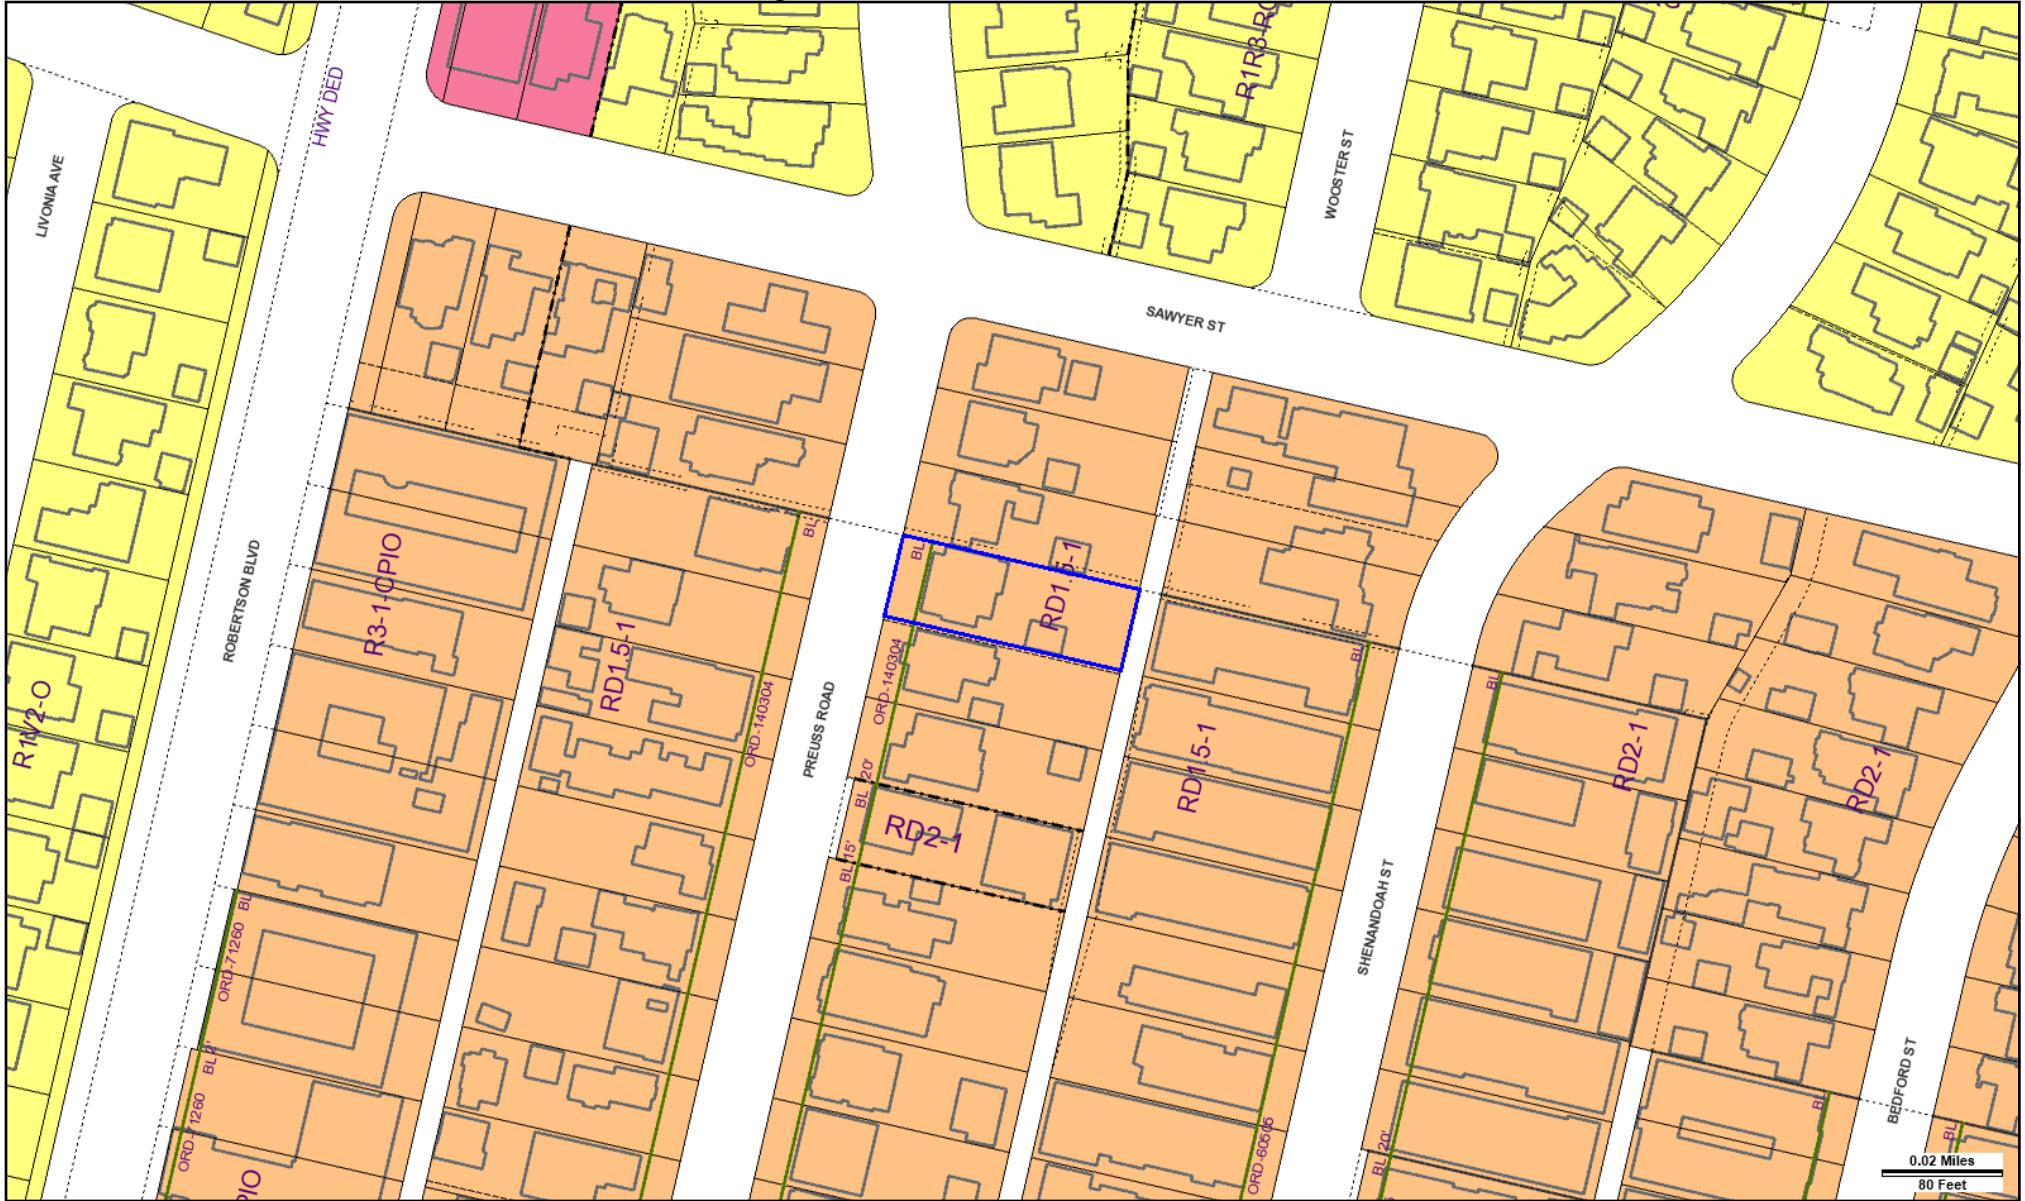 HWY DED
R1R3-RO
LIVONIA AVE
WOOSTER ST
SAWYER ST
BL
BL
R3-1-CPIO
RD1.5-1
ROBERTSON BLVD
RD1.5-1
ORD-140304
BL
BL
R1V2-O
PREUSS ROAD
ORD-140304
RD1.5-1
RD2-1
RD2-1
BL 20'
RD2-1
BL 15'
BL
ORD-71260
SHENANDOAH ST
BL 2'
ORD-71260
BEDFORD ST
BL
BL
BL 20'
ORD-60505
PIO
0.02 Miles
80 Feet